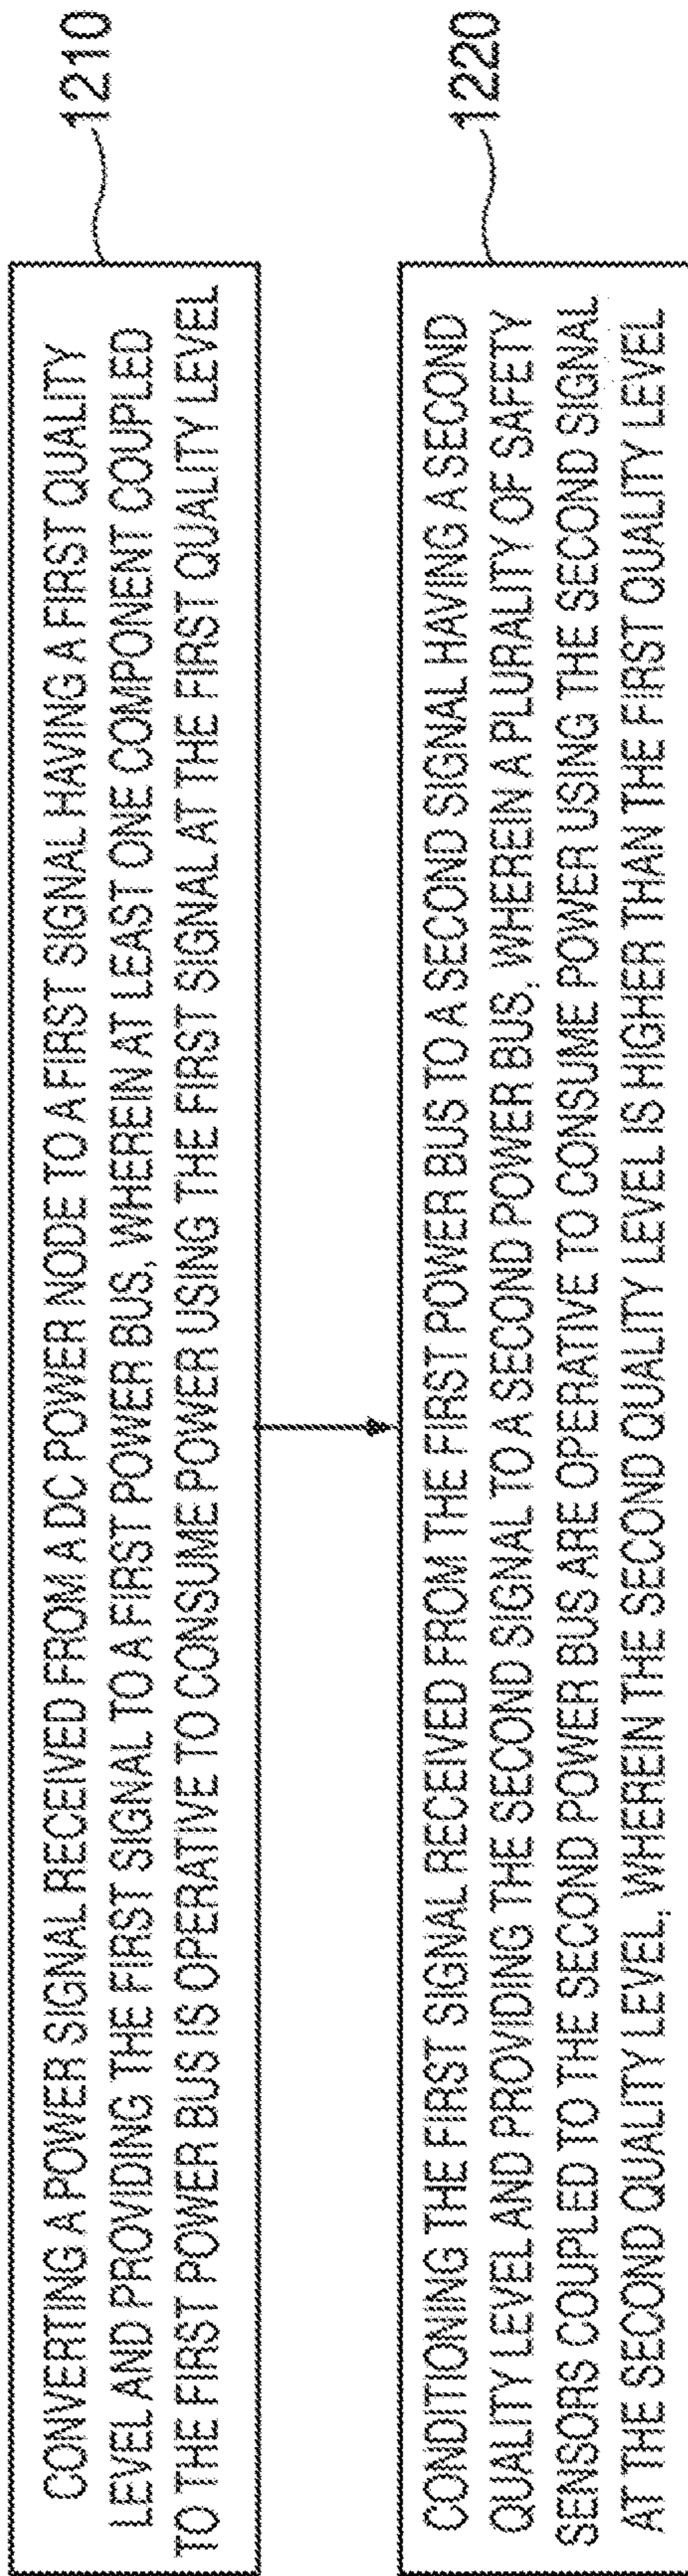 CONVERTING A POWER SIGNAL RECEIVED FROM A DC POWER NODE TO A FIRST SIGNAL HAVING A FIRST QUALITY
LEVEL AND PROVIDING THE FIRST SIGNAL TO A FIRST POWER BUS, WHEREIN AT LEAST ONE COMPONENT COUPLED
TO THE FIRST POWER BUS IS OPERATIVE TO CONSUME POWER USING THE FIRST SIGNAL AT THE FIRST QUALITY LEVEL
1210
CONDITIONING THE FIRST SIGNAL RECEIVED FROM THE FIRST POWER BUS TO A SECOND SIGNAL HAVING A SECOND
QUALITY LEVEL AND PROVIDING THE SECOND SIGNAL TO A SECOND POWER BUS, WHEREIN A PLURALITY OF SAFETY
SENSORS COUPLED TO THE SECOND POWER BUS ARE OPERATIVE TO CONSUME POWER USING THE SECOND SIGNAL
AT THE SECOND QUALITY LEVEL, WHEREIN THE SECOND QUALITY LEVEL IS HIGHER THAN THE FIRST QUALITY LEVEL
1220